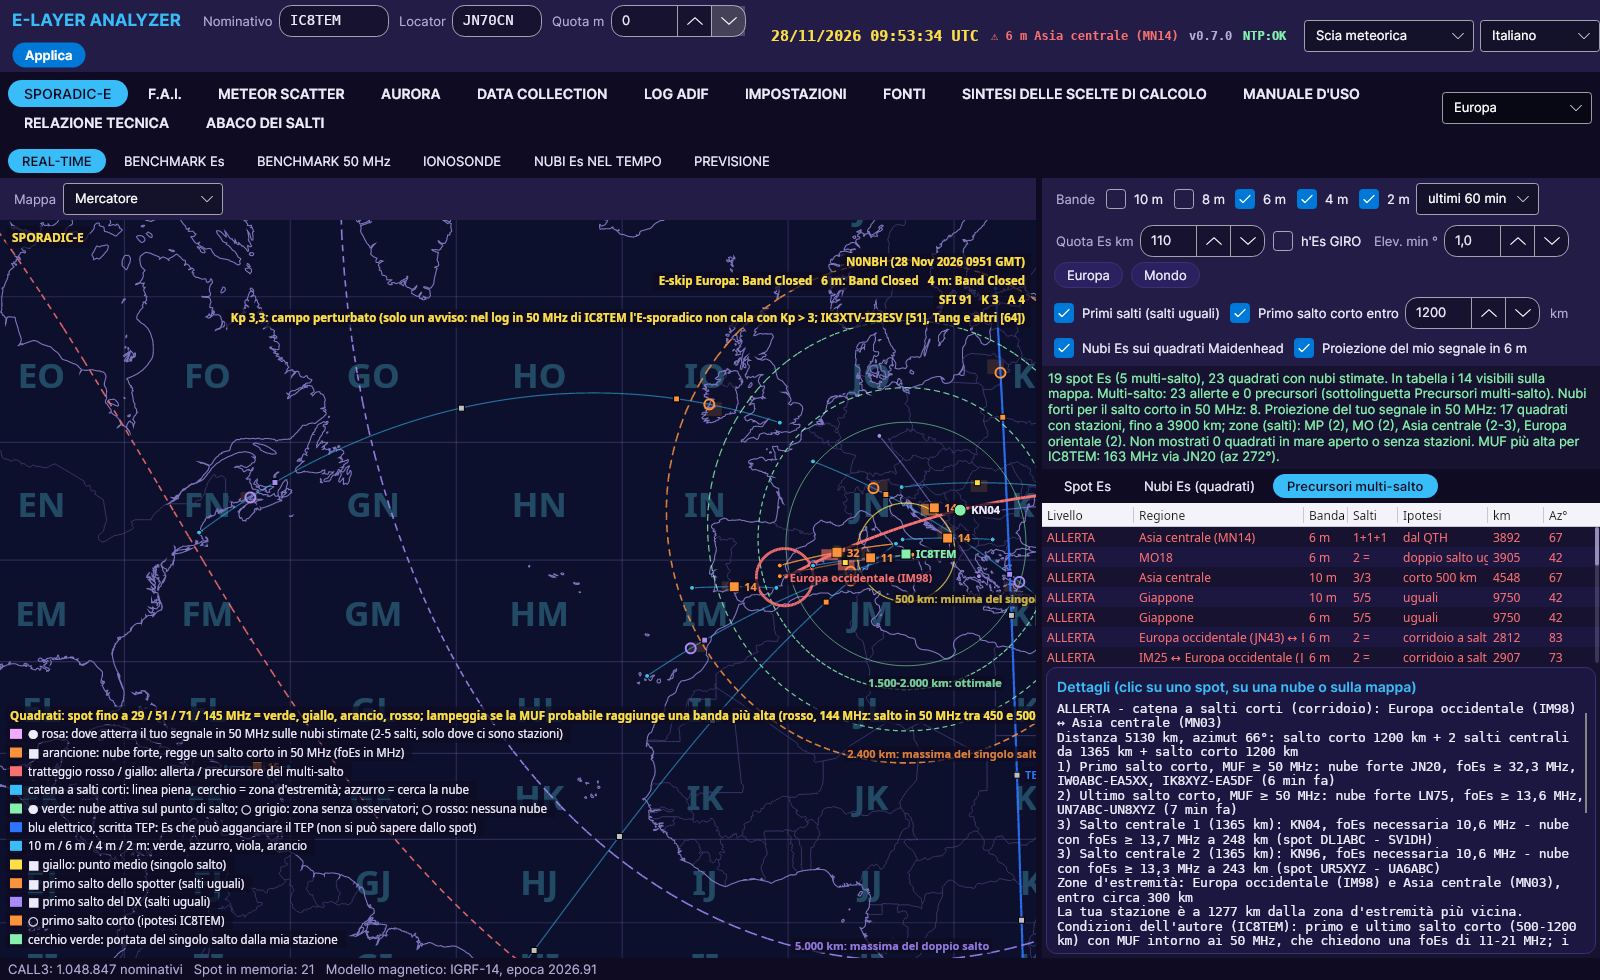 E-LAYER ANALYZER Nominativo IC8TEM Locator JN70CN Quota m 0
28/11/2026 09:53:34 UTC ⚠ 6 m Asia centrale (MN14) v0.7.0 NTP:OK Scia meteorica Italiano
Applica
SPORADIC-E F.A.I. METEOR SCATTER AURORA DATA COLLECTION LOG ADIF IMPOSTAZIONI FONTI SINTESI DELLE SCELTE DI CALCOLO MANUALE D'USO
RELAZIONE TECNICA ABACO DEI SALTI
Europa
REAL-TIME BENCHMARK Es BENCHMARK 50 MHz IONOSONDE NUBI Es NEL TEMPO PREVISIONE
Mappa Mercatore
SPORADIC-E
N0NBH (28 Nov 2026 0951 GMT)
E-skip Europa: Band Closed 6 m: Band Closed 4 m: Band Closed
SFI 91 K 3 A 4
Kp 3,3: campo perturbato (solo un avviso: nel log in 50 MHz di IC8TEM l'E-sporadico non cala con Kp > 3; IK3XTV-IZ3ESV [51], Tang e altri [64])
EO FO GO HO IO JO K
EN FN GN HN IN JN K
14 KN04
32 11 IC8TEM 14
Europa occidentale (IM98)
14
500 km: minima del singo
EM FM GM HM IM JM K
1.500-2.000 km: ottimale
Quadrati: spot fino a 29 / 51 / 71 / 145 MHz = verde, giallo, arancio, rosso; lampeggia se la MUF probabile raggiunge una banda più alta (rosso, 144 MHz: salto in 50 MHz tra 450 e 500
rosa: dove atterra il tuo segnale in 50 MHz sulle nubi stimate (2-5 salti, solo dove ci sono stazioni)
arancione: nube forte, regge un salto corto in 50 MHz (foEs in MHz)
2.400 km: massima del singolo salt
tratteggio rosso / giallo: allerta / precursore del multi-salto
TE
catena a salti corti: linea piena, cerchio = zona d'estremità; azzurro = cerca la nube
HK IK JK K
verde: nube attiva sul punto di salto; ○ grigio: zona senza osservatori; ○ rosso: nessuna nube
blu elettrico, scritta TEP: Es che può agganciare il TEP (non si può sapere dallo spot)
10 m / 6 m / 4 m / 2 m: verde, azzurro, viola, arancio
giallo: punto medio (singolo salto)
primo salto dello spotter (salti uguali)
GJ HJ IJ JJ K
primo salto del DX (salti uguali)
primo salto corto (ipotesi IC8TEM)
cerchio verde: portata del singolo salto dalla mia stazione
5.000 km: massima del doppio salto
Bande 10 m 8 m 6 m 4 m 2 m ultimi 60 min
Quota Es km 110 h'Es GIRO Elev. min ° 1,0
Europa Mondo
Primi salti (salti uguali) Primo salto corto entro 1200 km
Nubi Es sui quadrati Maidenhead Proiezione del mio segnale in 6 m
19 spot Es (5 multi-salto), 23 quadrati con nubi stimate. In tabella i 14 visibili sulla
mappa. Multi-salto: 23 allerte e 0 precursori (sottolinguetta Precursori multi-salto). Nubi
forti per il salto corto in 50 MHz: 8. Proiezione del tuo segnale in 50 MHz: 17 quadrati
con stazioni, fino a 3900 km; zone (salti): MP (2), MO (2), Asia centrale (2-3), Europa
orientale (2). Non mostrati 0 quadrati in mare aperto o senza stazioni. MUF più alta per
IC8TEM: 163 MHz via JN20 (az 272°).
Spot Es Nubi Es (quadrati) Precursori multi-salto
Livello Regione Banda Salti Ipotesi km Az°
ALLERTA Asia centrale (MN14) 6 m 1+1+1 dal QTH 3892 67
ALLERTA MO18 6 m 2 = doppio salto ug 3905 42
ALLERTA Asia centrale 10 m 3/3 corto 500 km 4548 67
ALLERTA Giappone 10 m 5/5 uguali 9750 42
ALLERTA Giappone 6 m 5/5 uguali 9750 42
ALLERTA Europa occidentale (JN43) ↔ I 6 m 2 = corridoio a salt 2812 83
ALLERTA IM25 ↔ Europa occidentale (J 6 m 2 = corridoio a salt 2907 73
Dettagli (clic su uno spot, su una nube o sulla mappa)
ALLERTA - catena a salti corti (corridoio): Europa occidentale (IM98)
↔ Asia centrale (MN03)
Distanza 5130 km, azimut 66°: salto corto 1200 km + 2 salti centrali
da 1365 km + salto corto 1200 km
1) Primo salto corto, MUF ≥ 50 MHz: nube forte JN20, foEs ≥ 32,3 MHz,
IW0ABC-EA5XX, IK8XYZ-EA5DF (6 min fa)
2) Ultimo salto corto, MUF ≥ 50 MHz: nube forte LN75, foEs ≥ 13,6 MHz,
UN7ABC-UN8XYZ (7 min fa)
3) Salto centrale 1 (1365 km): KN04, foEs necessaria 10,6 MHz - nube
con foEs ≥ 13,7 MHz a 248 km (spot DL1ABC - SV1DH)
3) Salto centrale 2 (1365 km): KN96, foEs necessaria 10,6 MHz - nube
con foEs ≥ 13,3 MHz a 243 km (spot UR5XYZ - UA6ABC)
Zone d'estremità: Europa occidentale (IM98) e Asia centrale (MN03),
entro circa 300 km
La tua stazione è a 1277 km dalla zona d'estremità più vicina.
Condizioni dell'autore (IC8TEM): primo e ultimo salto corto (500-1200
km) con MUF intorno ai 50 MHz, che chiedono una foEs di 11-21 MHz; i
CALL3: 1.048.847 nominativi Spot in memoria: 21 Modello magnetico: IGRF-14, epoca 2026.91